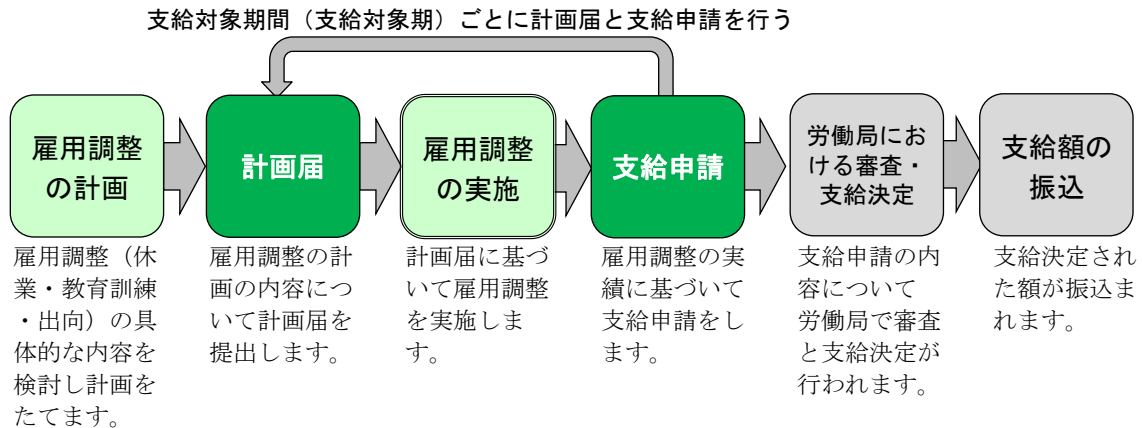 支給対象期間（支給対象期）ごとに計画届と支給申請を行う
雇用調整
の計画
計画届
雇用調整
の実施
支給申請
労働局にお
ける審査・
支給決定
支給額の
振込
雇用調整（休
業・教育訓練
・出向）の具
体的な内容を
検討し計画を
たてます。
雇用調整の計
画の内容につ
いて計画届を
提出します。
計画届に基づ
いて雇用調整
を実施しま
す。
雇用調整の実
績に基づいて
支給申請をし
ます。
支給申請の内
容について
労働局で審査
と支給決定が
行われます。
支給決定され
た額が振込ま
れます。